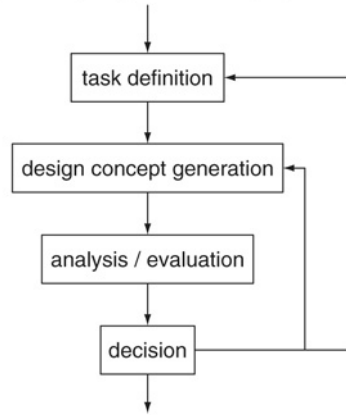 task definition
design concept generation
analysis / evaluation
decision